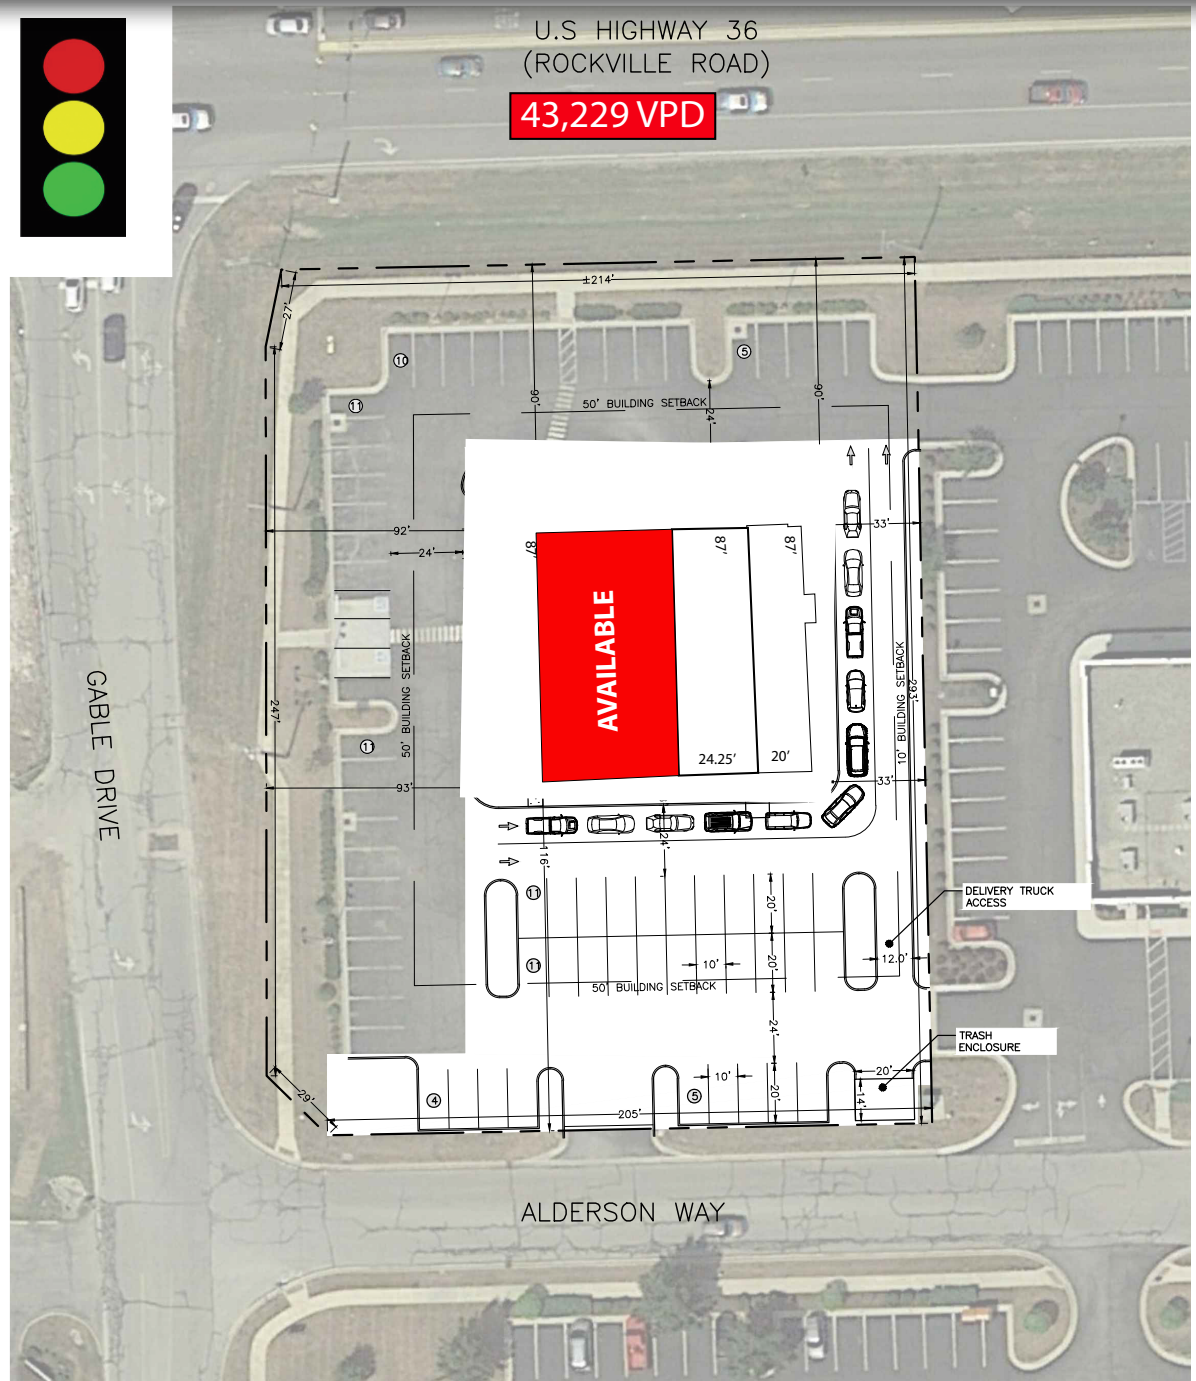 U.S HIGHWAY 36
(ROCKVILLE ROAD)
43,229 VPD
±214'
27'
10
5
11
90'
90'
50' BUILDING SETBACK
24'
92'
24'
33'
87'
87'
87'
AVAILABLE
50' BUILDING SETBACK
10' BUILDING SETBACK
293'
247'
GABLE DRIVE
11
24.25'
20'
93'
33'
24'
116'
11
20'
DELIVERY TRUCK
ACCESS
11
10'
20'
12.0'
50' BUILDING SETBACK
24'
TRASH
ENCLOSURE
29'
4
5
10'
20'
20'
14'
205'
ALDERSON WAY